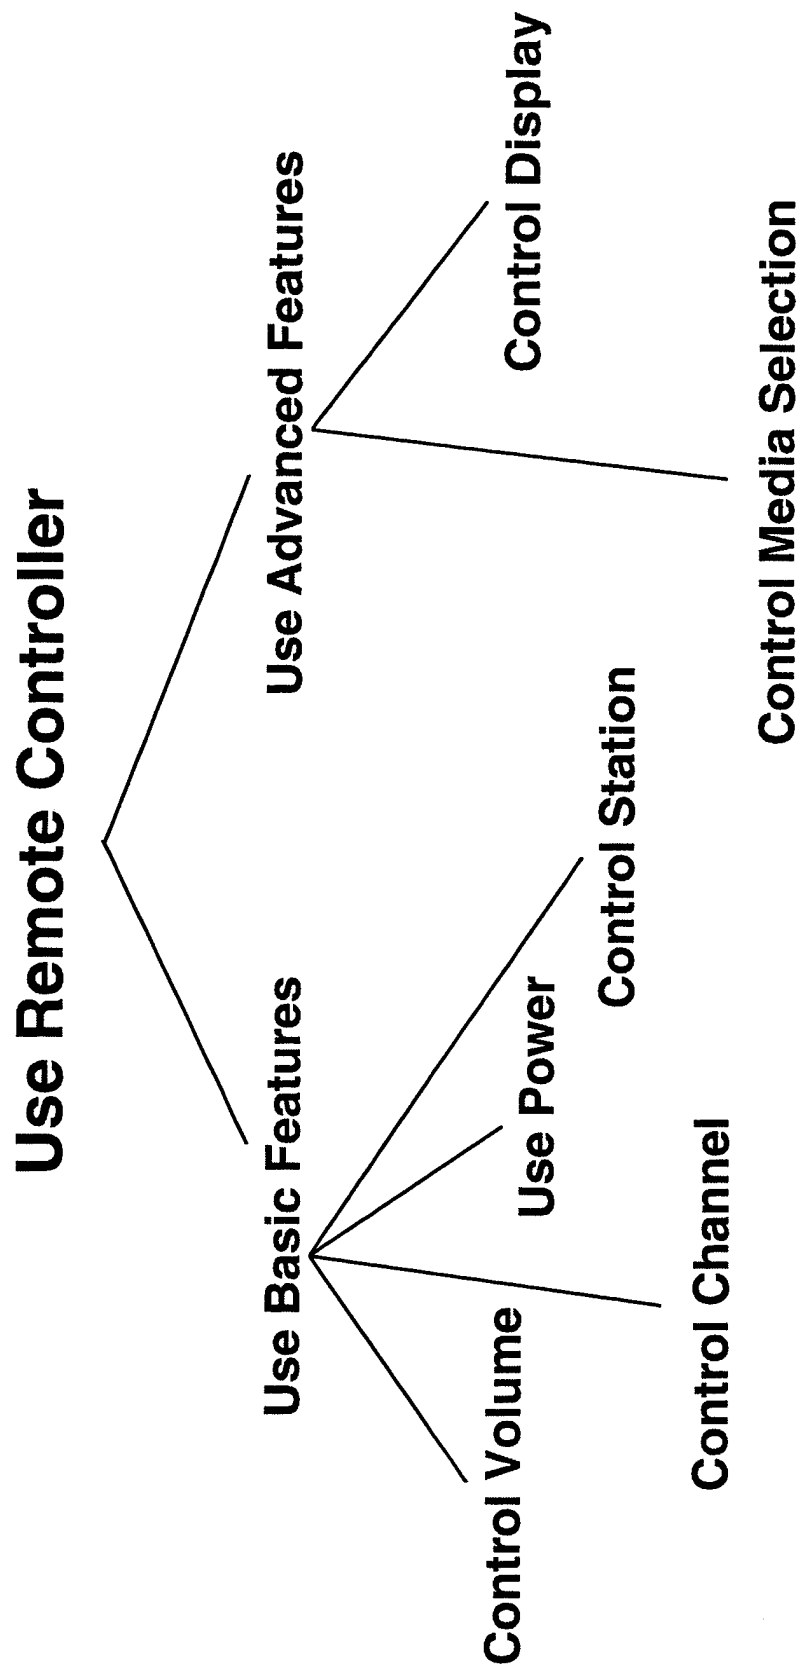 Use Remote Controller
Use Basic Features
Use Advanced Features
Control Volume
Control Channel
Use Power
Control Station
Control Media Selection
Control Display